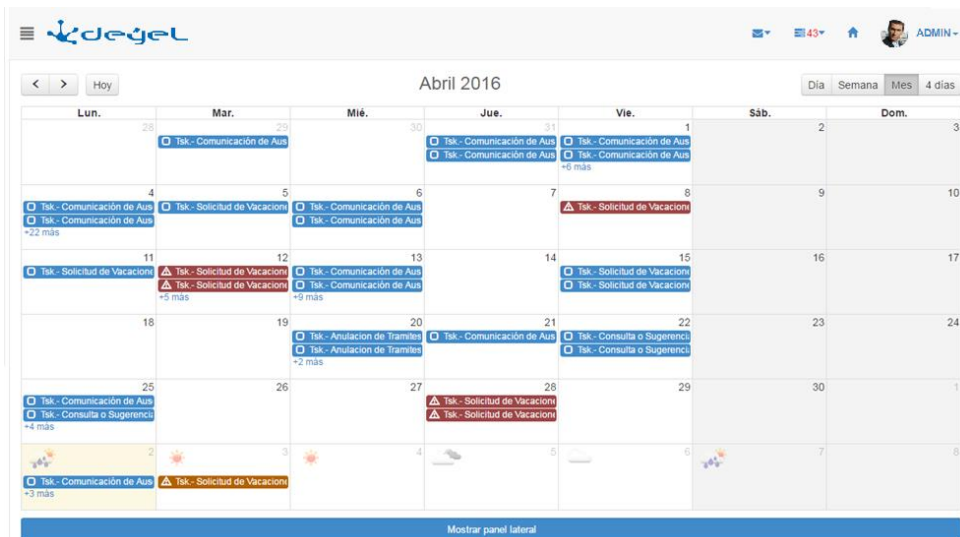 deyel
43
ADMIN
Hoy
Abril 2016
Día Semana Mes 4 días
Lun. Mar. Mié. Jue. Vie. Sáb. Dom.
28 29 30 31 1 2 3
Tsk.- Comunicación de Aus Tsk.- Comunicación de Aus Tsk.- Comunicación de Aus
Tsk.- Comunicación de Aus Tsk.- Comunicación de Aus
+6 más
4 5 6 7 8 9 10
Tsk.- Comunicación de Aus Tsk.- Solicitud de Vacacione Tsk.- Comunicación de Aus Tsk.- Solicitud de Vacacione
Tsk.- Comunicación de Aus Tsk.- Comunicación de Aus
+22 más
11 12 13 14 15 16 17
Tsk.- Solicitud de Vacacione Tsk.- Solicitud de Vacacione Tsk.- Comunicación de Aus Tsk.- Solicitud de Vacacione
Tsk.- Solicitud de Vacacione Tsk.- Comunicación de Aus Tsk.- Solicitud de Vacacione
+5 más +9 más
18 19 20 21 22 23 24
Tsk.- Anulacion de Tramites Tsk.- Comunicación de Aus Tsk.- Consulta o Sugerencia
Tsk.- Anulacion de Tramites Tsk.- Consulta o Sugerencia
+2 más
25 26 27 28 29 30 1
Tsk.- Comunicación de Aus Tsk.- Solicitud de Vacacione
Tsk.- Consulta o Sugerencia Tsk.- Solicitud de Vacacione
+4 más
2 3 4 5 6 7 8
Tsk.- Comunicación de Aus Tsk.- Solicitud de Vacacione
+3 más
Mostrar panel lateral